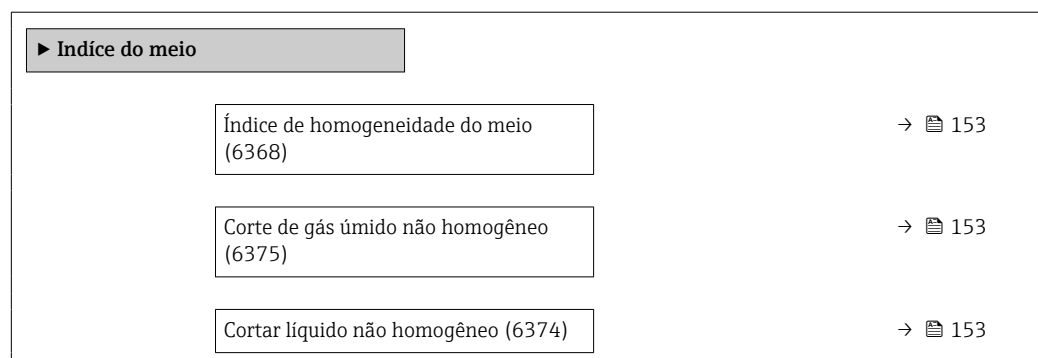 ► Indíce do meio
Índice de homogeneidade do meio
(6368)
→ 153
Corte de gás úmido não homogêneo
(6375)
→ 153
Cortar líquido não homogêneo (6374)
→ 153